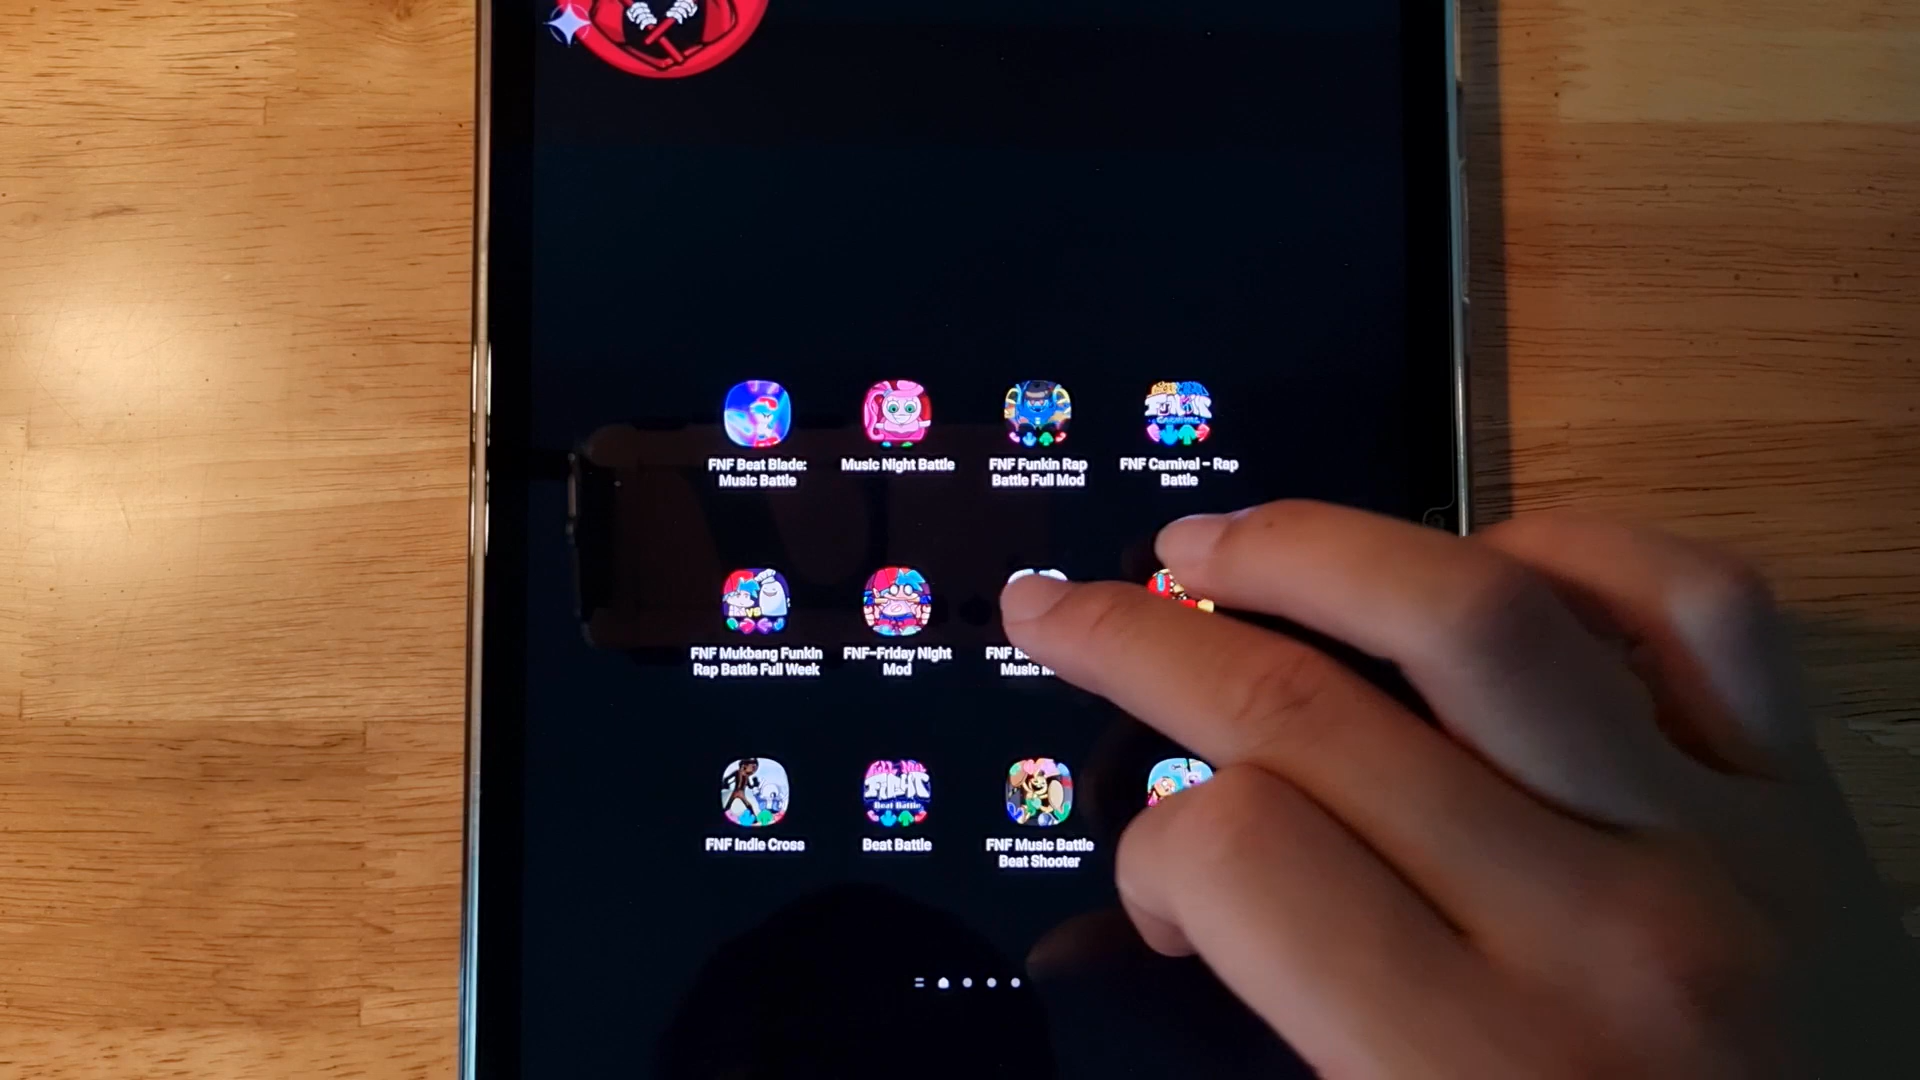 FNF Beat Blade:
Music Battle
Music Night Battle
FNF Funkin Rap
Battle Full Mod
FNF Carnival - Rap
Battle
FNF Mukbang Funkin
Rap Battle Full Week
FNF-Friday Night
Mod
FNF
Music
FNF Indie Cross
Beat Battle
FNF Music Battle
Beat Shooter